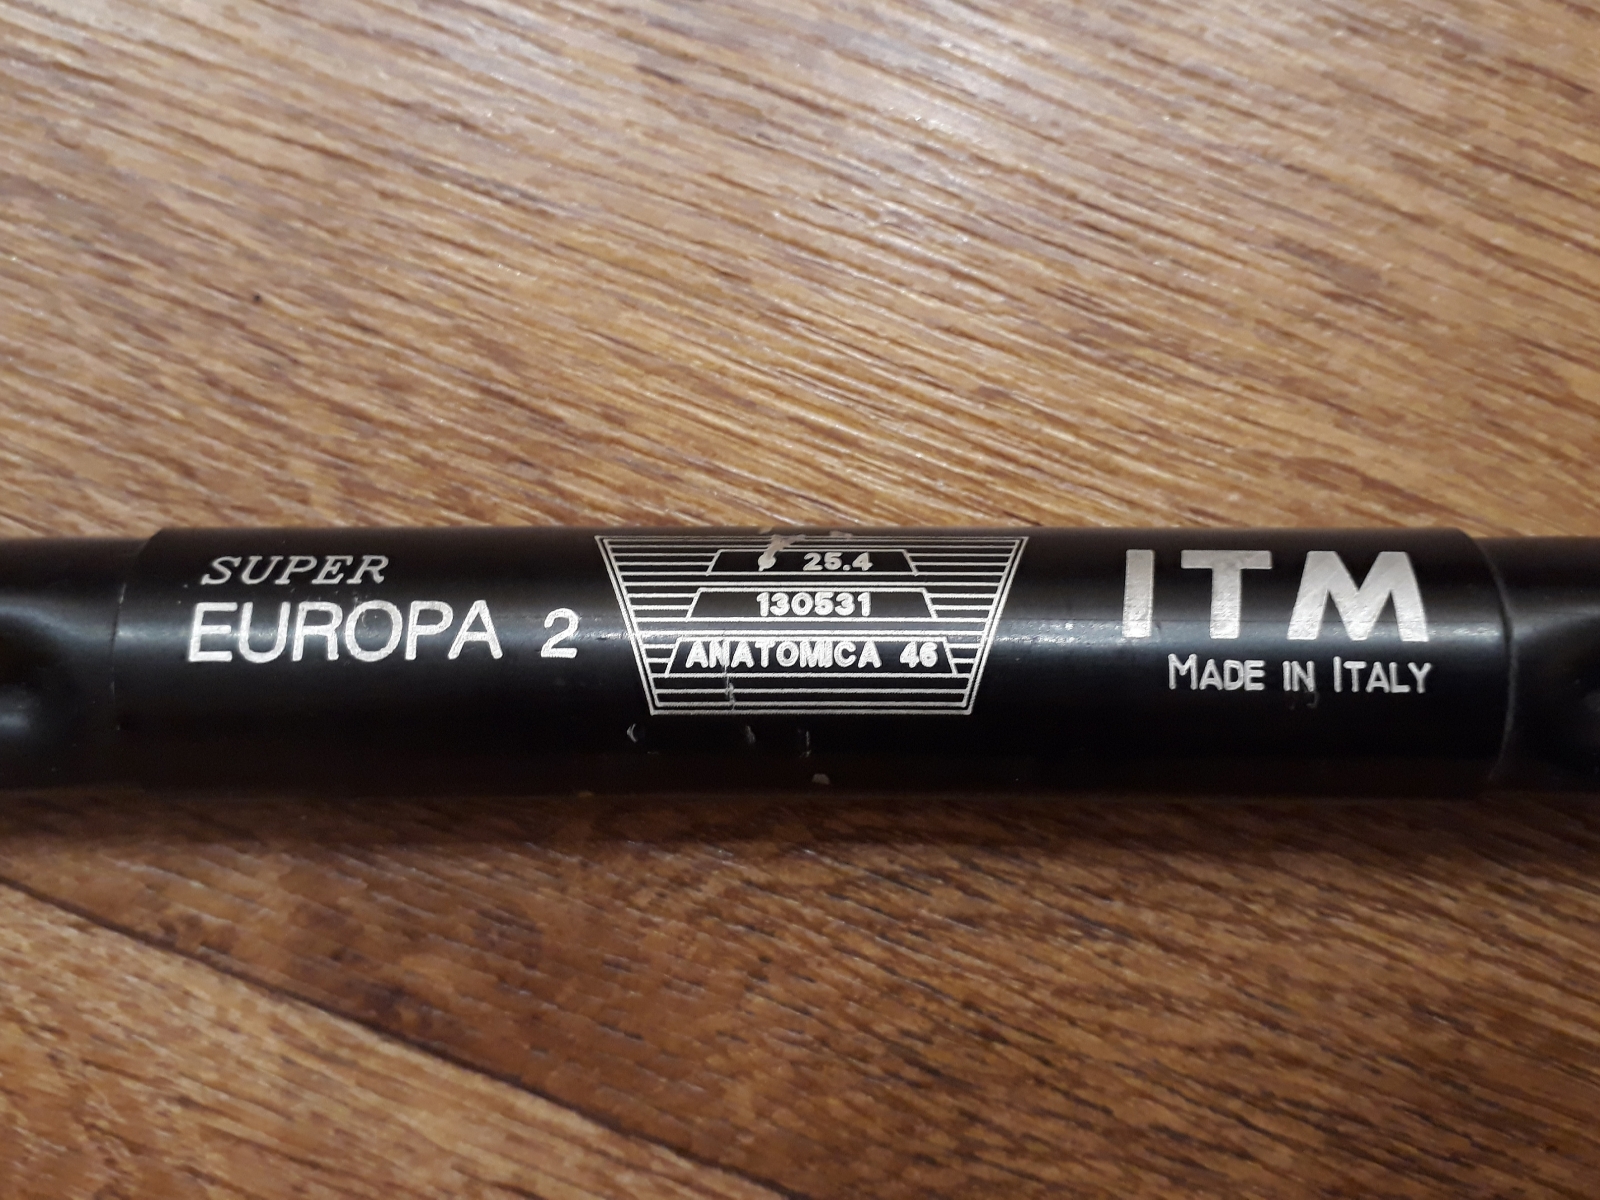 SUPER
EUROPA 2
ø 25.4
130531
ANATOMICA 46
ITM
MADE IN ITALY